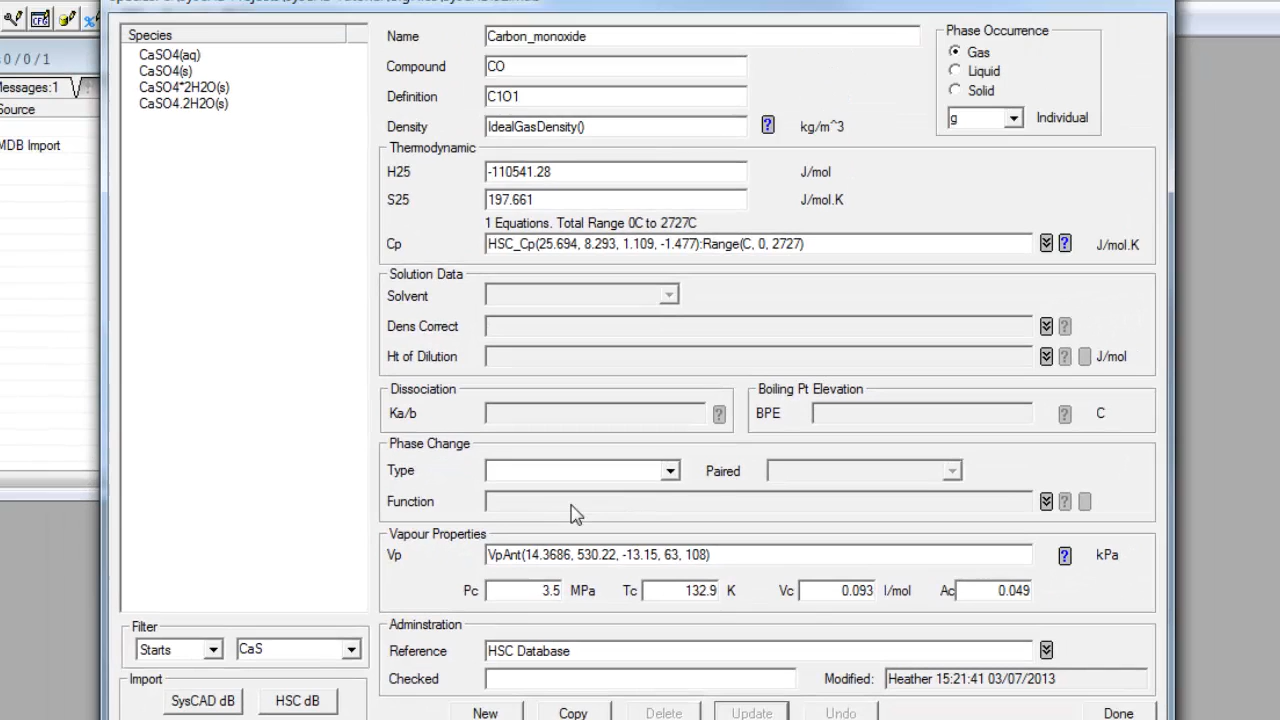 Species
CaSO4(aq)
CaSO4(s)
CaSO4*2H2O(s)
CaSO4.2H2O(s)
s0/0/1
Messages:1
Source
MDB Import
Name Carbon_monoxide
Compound CO
Definition C1O1
Density IdealGasDensity() kg/m^3
Phase Occurrence
Gas
Liquid
Solid
g Individual
Thermodynamic
H25 -110541.28 J/mol
S25 197.661 J/mol.K
1 Equations. Total Range 0C to 2727C
Cp HSC_Cp(25.694, 8.293, 1.109, -1.477):Range(C, 0, 2727) J/mol.K
Solution Data
Solvent
Dens Correct
Ht of Dilution J/mol
Dissociation
Ka/b
Boiling Pt Elevation
BPE C
Phase Change
Type Paired
Function
Vapour Properties
Vp VpAnt(14.3686, 530.22, -13.15, 63, 108) kPa
Pc 3.5 MPa Tc 132.9 K Vc 0.093 l/mol Ac 0.049
Adminstration
Reference HSC Database
Checked Modified: Heather 15:21:41 03/07/2013
Filter
Starts CaS
Import
SysCAD dB HSC dB
New Copy Delete Update Undo Done